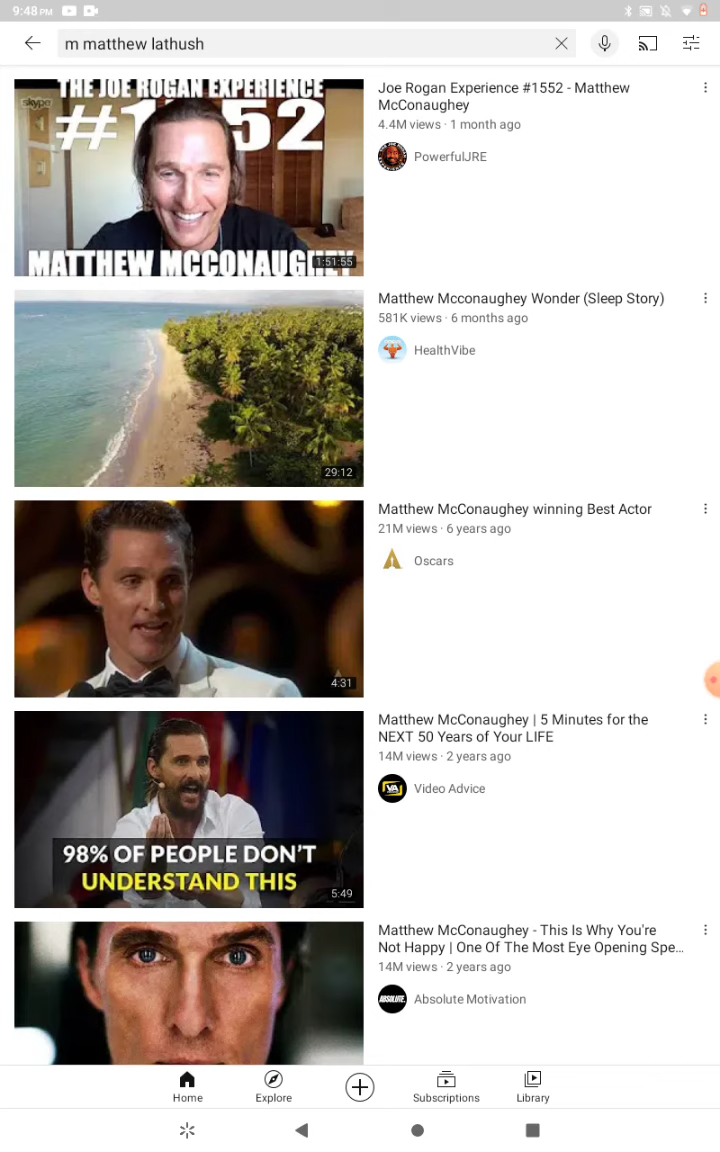 9:48 PM
m matthew lathush
THE JOE ROGAN EXPERIENCE
skype
#1552
MATTHEW MCCONAUGHEY
1:51:55
Joe Rogan Experience #1552 - Matthew
McConaughey
4.4M views · 1 month ago
PowerfulJRE
29:12
Matthew Mcconaughey Wonder (Sleep Story)
581K views · 6 months ago
HealthVibe
4:31
Matthew McConaughey winning Best Actor
21M views · 6 years ago
Oscars
98% OF PEOPLE DON'T
UNDERSTAND THIS
5:49
Matthew McConaughey | 5 Minutes for the
NEXT 50 Years of Your LIFE
14M views · 2 years ago
VA
Video Advice
Matthew McConaughey - This Is Why You're
Not Happy | One Of The Most Eye Opening Spe...
14M views · 2 years ago
ABSOLUTE.
Absolute Motivation
Home
Explore
Subscriptions
Library